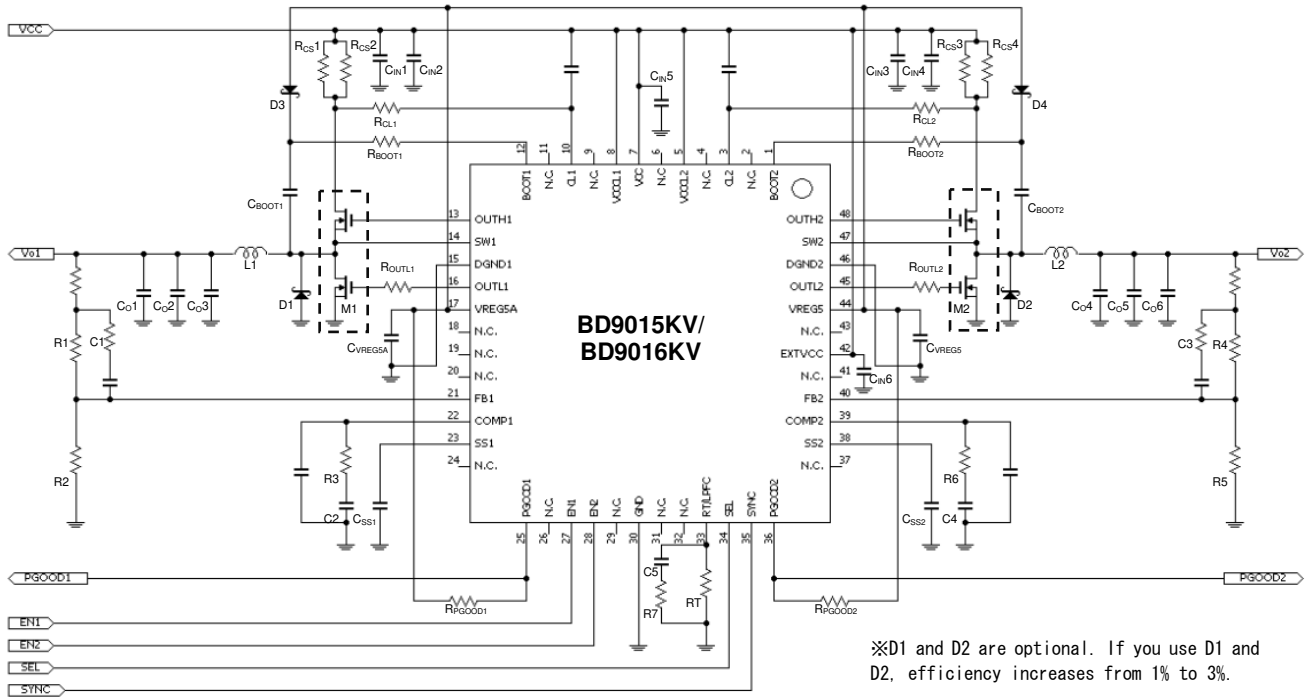 VCC
RCS1
RCS2
CIN1
CIN2
CIN5
CIN3
CIN4
RCS3
RCS4
D3
RCL1
RBOOT1
RCL2
RBOOT2
D4
CBOOT1
CBOOT2
12
11
10
9
8
7
6
5
4
3
2
1
BOOT1
N.C
CL1
N.C
VCCCL1
VCC
N.C
VCCCL2
N.C
CL2
N.C
BOOT2
13 OUTH1
14 SW1
15 DGND1
16 OUTL1
17 VREG5A
18 N.C.
19 N.C.
20 N.C.
21 FB1
22 COMP1
23 SS1
24 N.C.
OUTH2 48
SW2 47
DGND2 46
OUTL2 45
VREG5 44
N.C. 43
EXTVCC 42
N.C. 41
FB2 40
COMP2 39
SS2 38
N.C. 37
BD9015KV/
BD9016KV
Vo1
L1
ROUTL1
D1
M1
CO1
CO2
CO3
CVREG5A
R1
C1
R2
R3
C2
CSS1
Vo2
L2
ROUTL2
M2
D2
CO4
CO5
CO6
CVREG5
CIN6
C3
R4
R5
R6
C4
CSS2
PGOOD1
N.C.
EN1
EN2
N.C
GND
N.C.
N.C.
RT/LPFC
SEL
SYNC
PGOOD2
25
26
27
28
29
30
31
32
33
34
35
36
PGOOD1
RPGOOD1
C5
R7
RT
RPGOOD2
PGOOD2
EN1
EN2
SEL
SYNC
※D1 and D2 are optional. If you use D1 and
D2, efficiency increases from 1% to 3%.